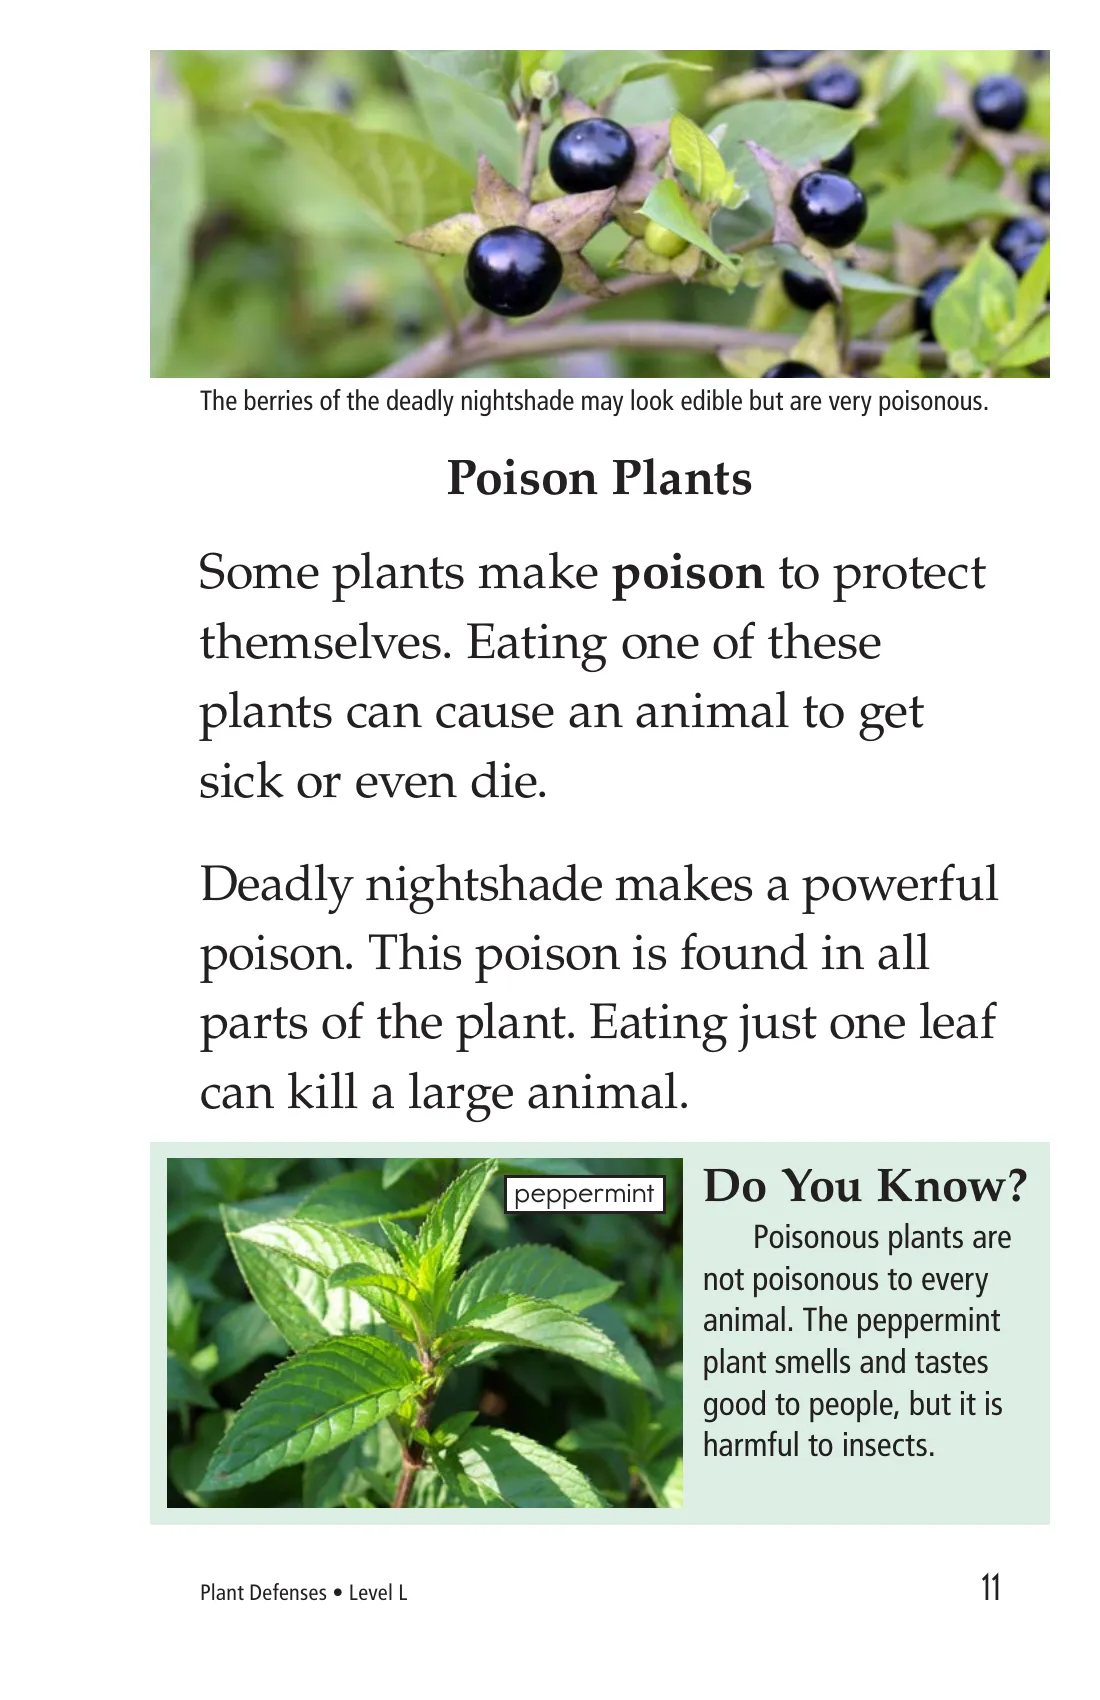 The berries of the deadly nightshade may look edible but are very poisonous.
Poison Plants
Some plants make poison to protect
themselves. Eating one of these
plants can cause an animal to get
sick or even die.
Deadly nightshade makes a powerful
poison. This poison is found in all
parts of the plant. Eating just one leaf
can kill a large animal.
peppermint
Do You Know?
Poisonous plants are
not poisonous to every
animal. The peppermint
plant smells and tastes
good to people, but it is
harmful to insects.
Plant Defenses • Level L
11